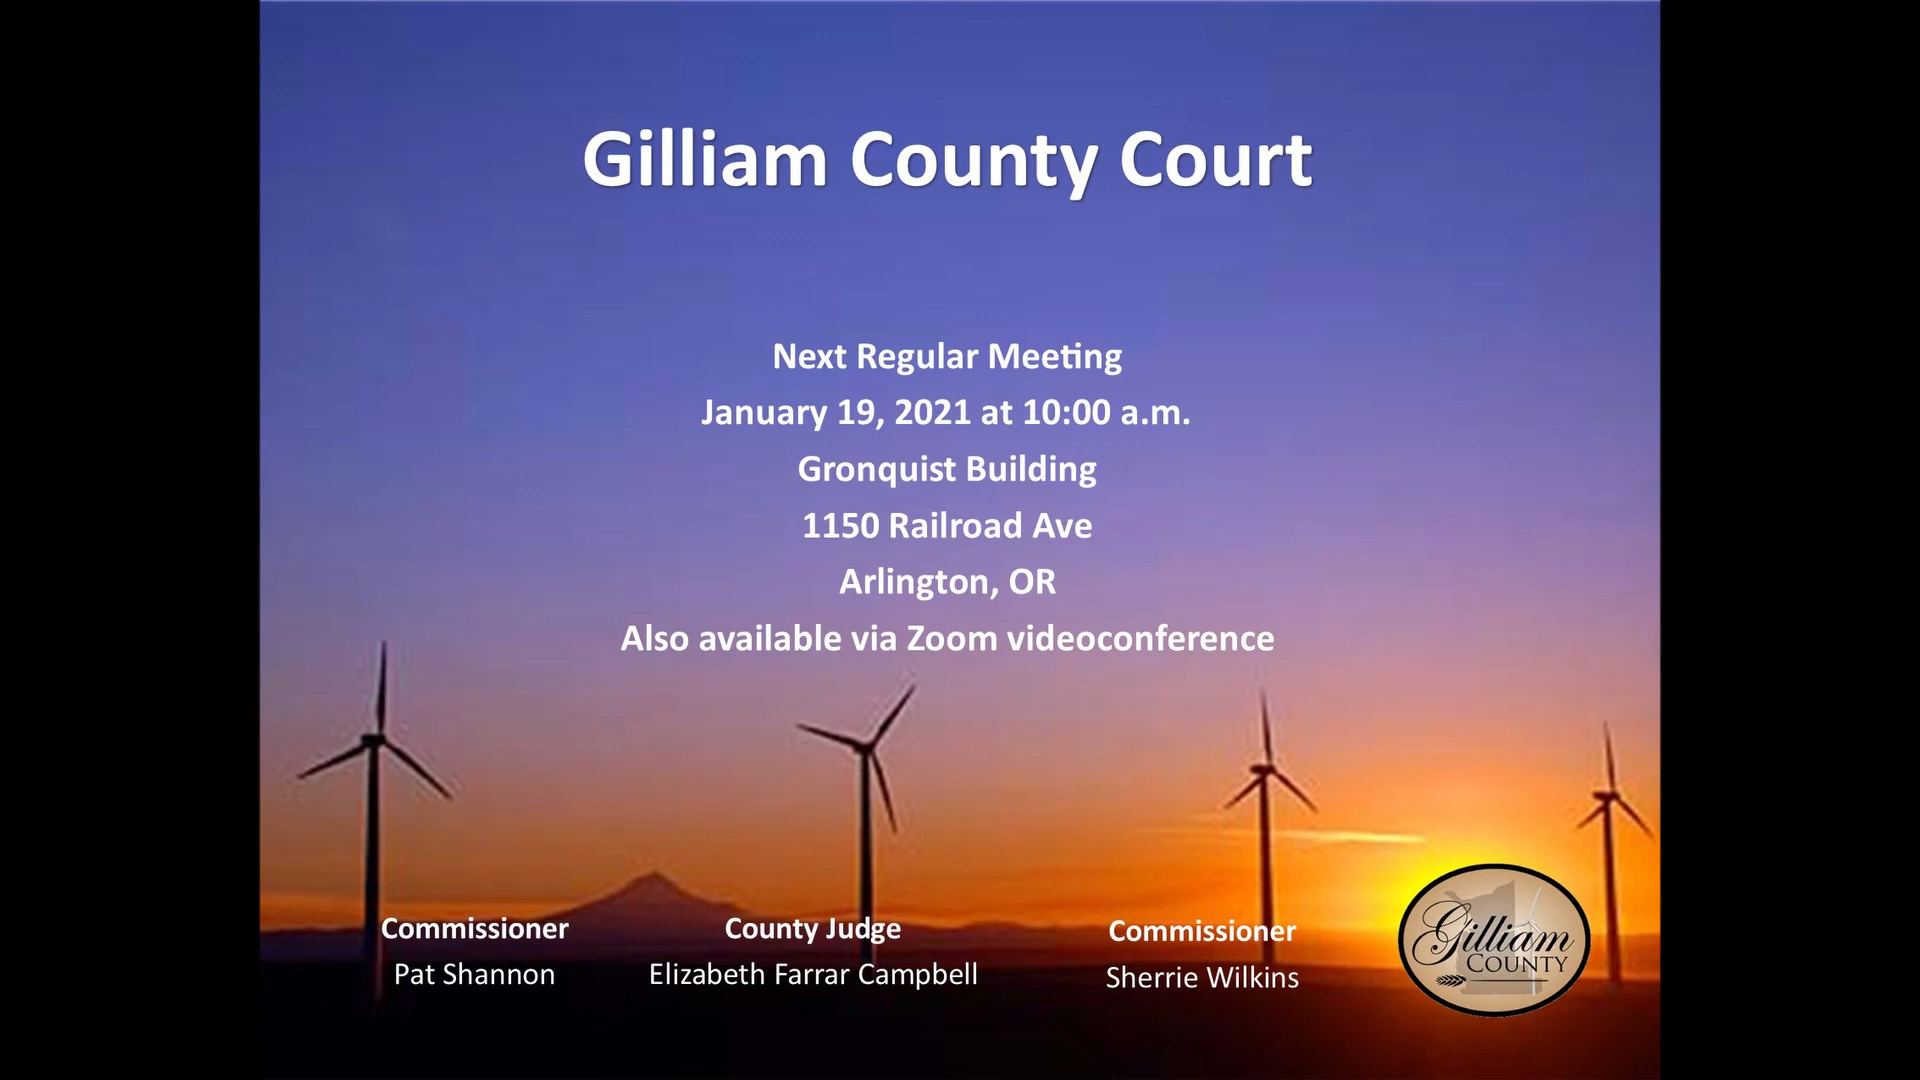 Gilliam County Court
Next Regular Meeting
January 19, 2021 at 10:00 a.m.
Gronquist Building
1150 Railroad Ave
Arlington, OR
Also available via Zoom videoconference
Commissioner
Pat Shannon
County Judge
Elizabeth Farrar Campbell
Commissioner
Sherrie Wilkins
Gilliam
COUNTY